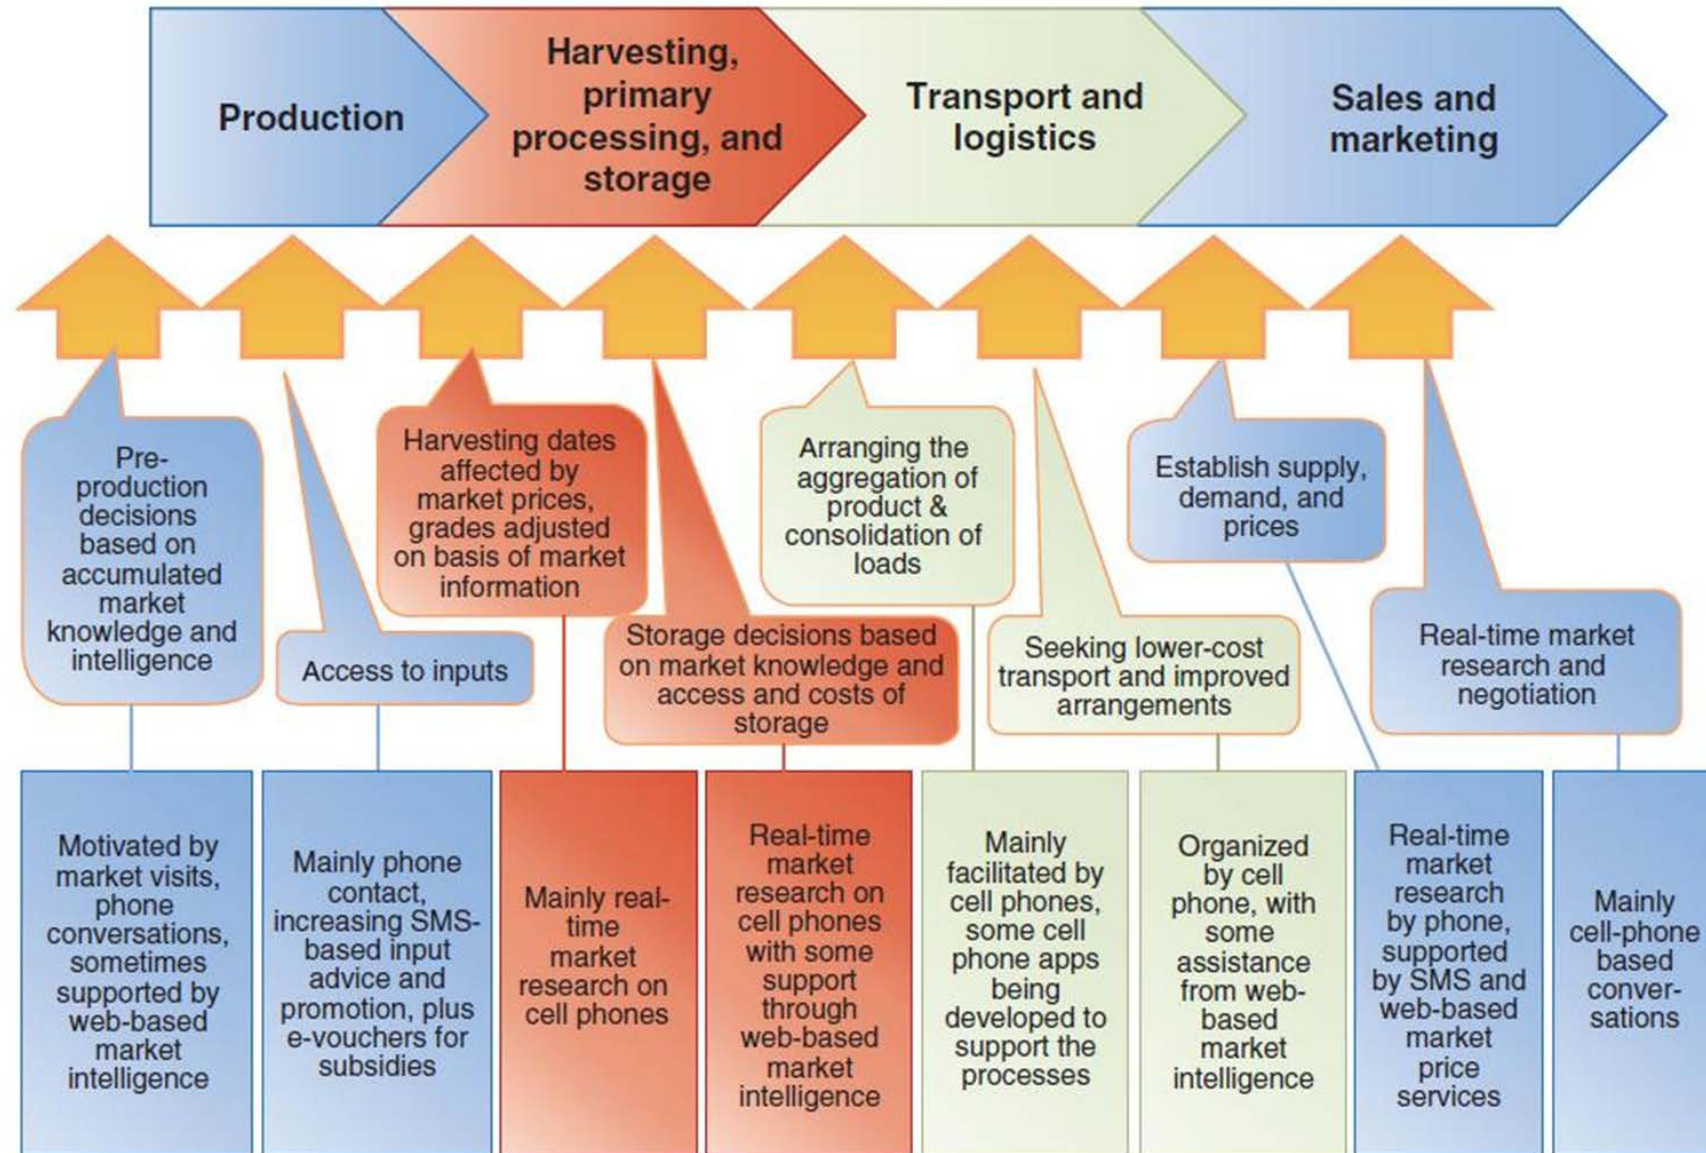 Production
Harvesting,
primary
processing, and
storage
Transport and
logistics
Sales and
marketing
Pre-
production
decisions
based on
accumulated
market
knowledge and
intelligence
Access to inputs
Harvesting dates
affected by
market prices,
grades adjusted
on basis of market
information
Storage decisions based
on market knowledge and
access and costs of
storage
Arranging the
aggregation of
product &
consolidation of
loads
Seeking lower-cost
transport and improved
arrangements
Establish supply,
demand, and
prices
Real-time market
research and
negotiation
Motivated by
market visits,
phone
conversations,
sometimes
supported by
web-based
market
intelligence
Mainly phone
contact,
increasing SMS-
based input
advice and
promotion, plus
e-vouchers for
subsidies
Mainly real-
time
market
research on
cell phones
Real-time
market
research on
cell phones
with some
support
through
web-based
market
intelligence
Mainly
facilitated by
cell phones,
some cell
phone apps
being
developed to
support the
processes
Organized
by cell
phone, with
some
assistance
from web-
based
market
intelligence
Real-time
market
research
by phone,
supported
by SMS and
web-based
market
price
services
Mainly
cell-phone
based
conver-
sations